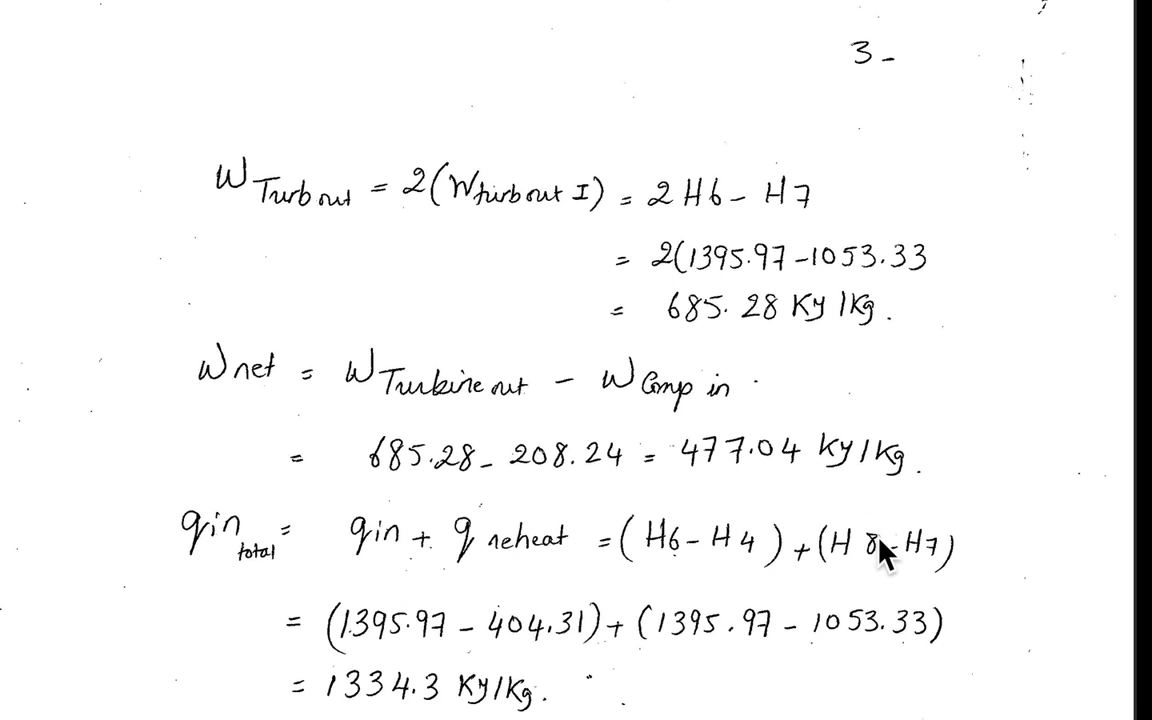 3-
W Turb out = 2(Wturb out I) = 2 H6 - H7
= 2(1395.97 - 1053.33
= 685.28 KJ/Kg.
W net = W Turbine out - W Comp in.
= 685.28 - 208.24 = 477.04 KJ/Kg.
qin total = qin + q reheat = (H6 - H4) + (H8 - H7)
= (1395.97 - 404.31) + (1395.97 - 1053.33)
= 1334.3 KJ/Kg.